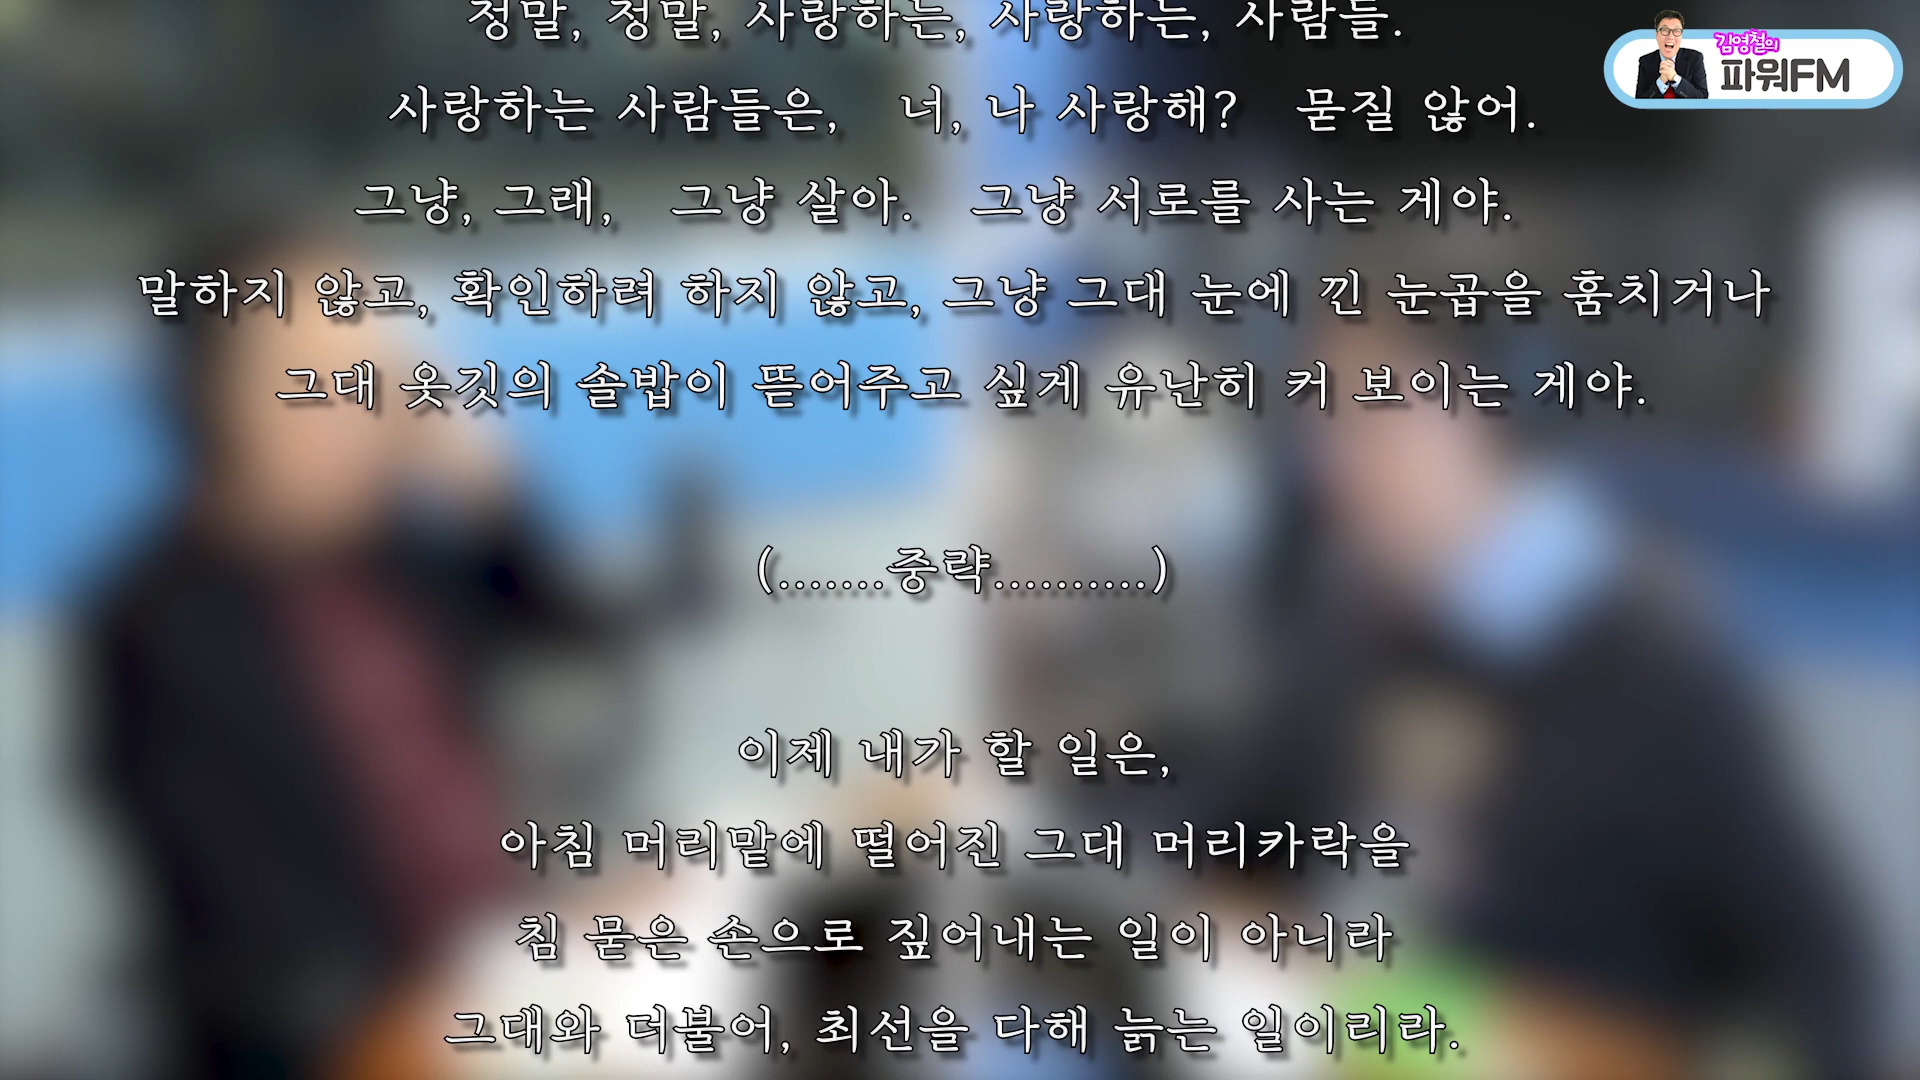 정말, 정말, 사랑하는, 사랑하는, 사람들.
김영철의
파워FM
사랑하는 사람들은, 너, 나 사랑해? 묻질 않어.
그냥, 그래, 그냥 살아. 그냥 서로를 사는 게야.
말하지 않고, 확인하려 하지 않고, 그냥 그대 눈에 낀 눈곱을 훔치거나
그대 옷깃의 솔밥이 뜯어주고 싶게 유난히 커 보이는 게야.
(.......중략..........)
이제 내가 할 일은,
아침 머리맡에 떨어진 그대 머리카락을
침 묻은 손으로 짚어내는 일이 아니라
그대와 더불어, 최선을 다해 늙는 일이리라.